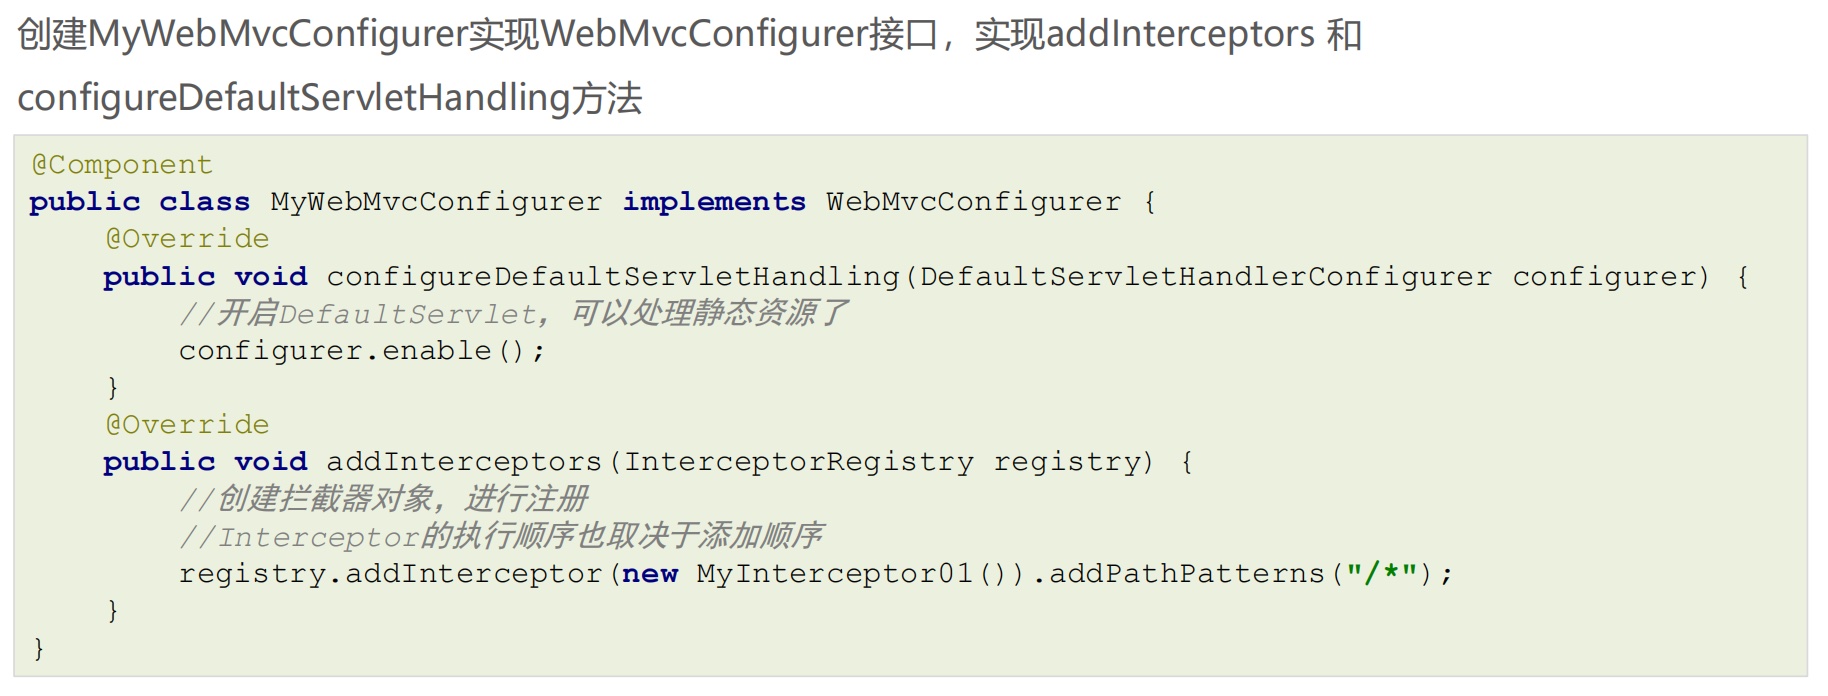 创建MyWebMvcConfigurer实现WebMvcConfigurer接口，实现addInterceptors 和
configureDefaultServletHandling方法
@Component
public class MyWebMvcConfigurer implements WebMvcConfigurer {
    @Override
    public void configureDefaultServletHandling(DefaultServletHandlerConfigurer configurer) {
        //开启DefaultServlet，可以处理静态资源了
        configurer.enable();
    }
    @Override
    public void addInterceptors(InterceptorRegistry registry) {
        //创建拦截器对象，进行注册
        //Interceptor的执行顺序也取决于添加顺序
        registry.addInterceptor(new MyInterceptor01()).addPathPatterns("/*");
    }
}